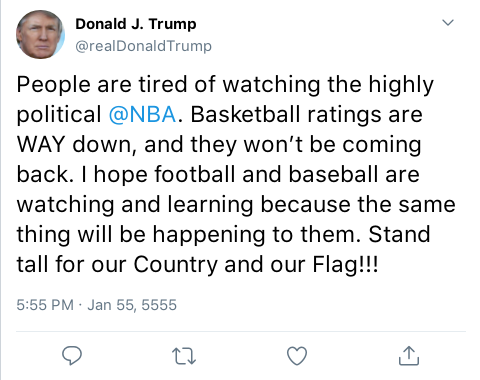 Donald J. Trump
@realDonaldTrump
People are tired of watching the highly
political @NBA. Basketball ratings are
WAY down, and they won’t be coming
back. I hope football and baseball are
watching and learning because the same
thing will be happening to them. Stand
tall for our Country and our Flag!!!
5:55 PM · Jan 55, 5555